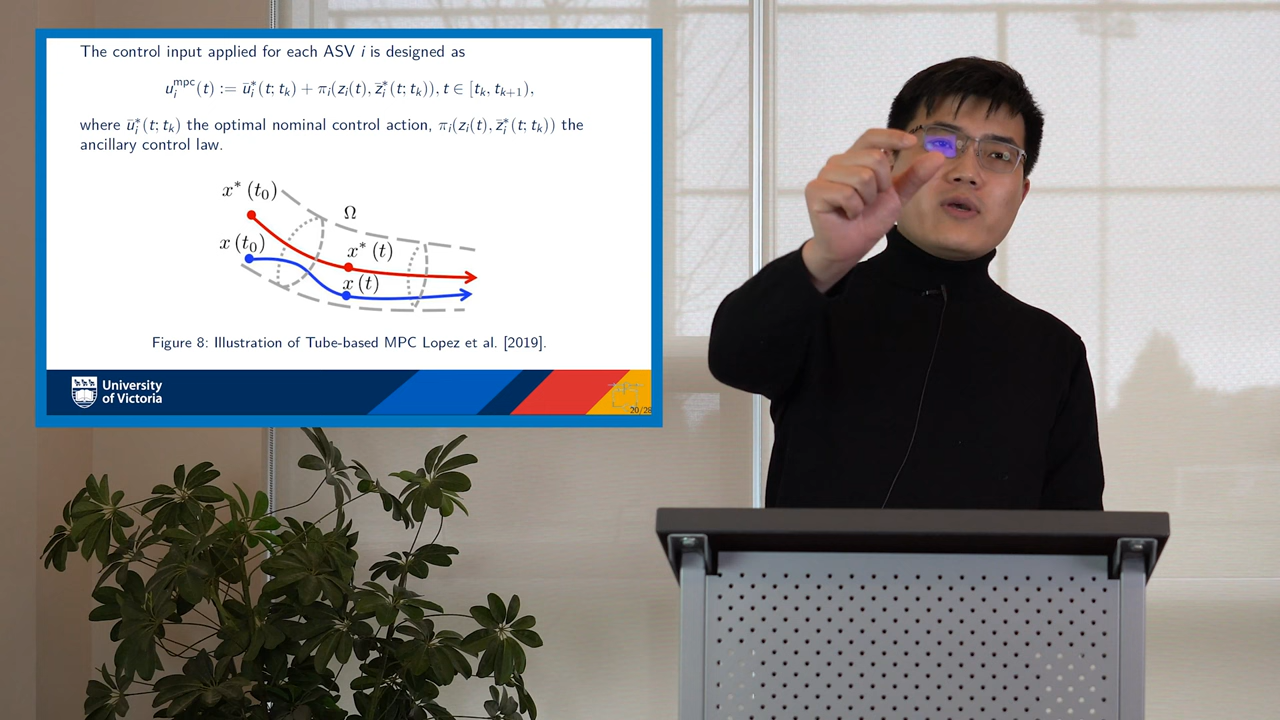 The control input applied for each ASV i is designed as
u_i^mpc(t) := ū_i^*(t; t_k) + π_i(z_i(t), z̄_i^*(t; t_k)), t ∈ [t_k, t_{k+1}),
where ū_i^*(t; t_k) the optimal nominal control action, π_i(z_i(t), z̄_i^*(t; t_k)) the
ancillary control law.
x* (t₀)
Ω
x (t₀)
x* (t)
x (t)
Figure 8: Illustration of Tube-based MPC Lopez et al. [2019].
University
of Victoria
20/28